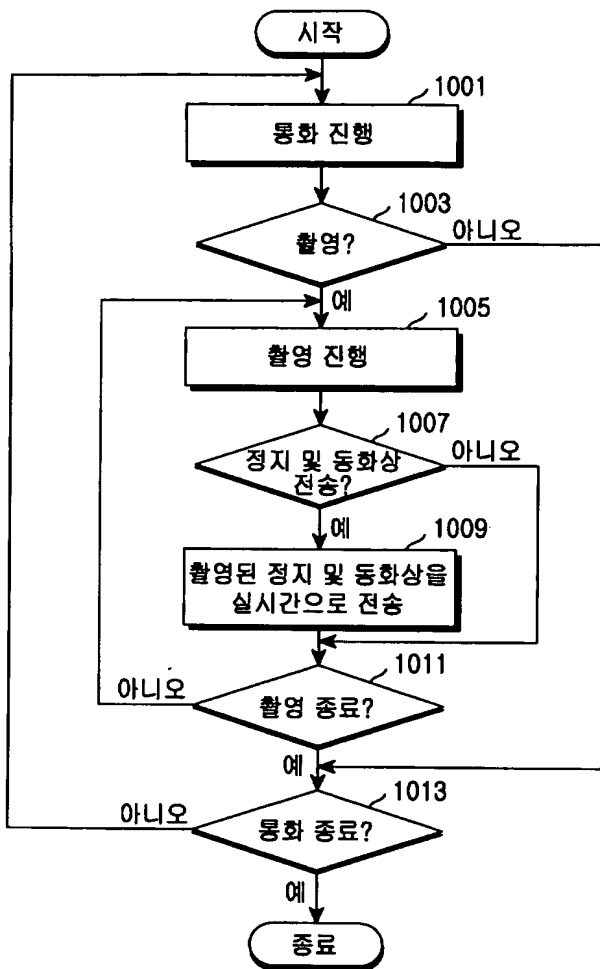 시작
1001
통화 진행
1003
촬영?
아니오
예
1005
촬영 진행
1007
정지 및 동화상
전송?
아니오
예
1009
촬영된 정지 및 동화상을
실시간으로 전송
1011
아니오
촬영 종료?
예
1013
아니오
통화 종료?
예
종료